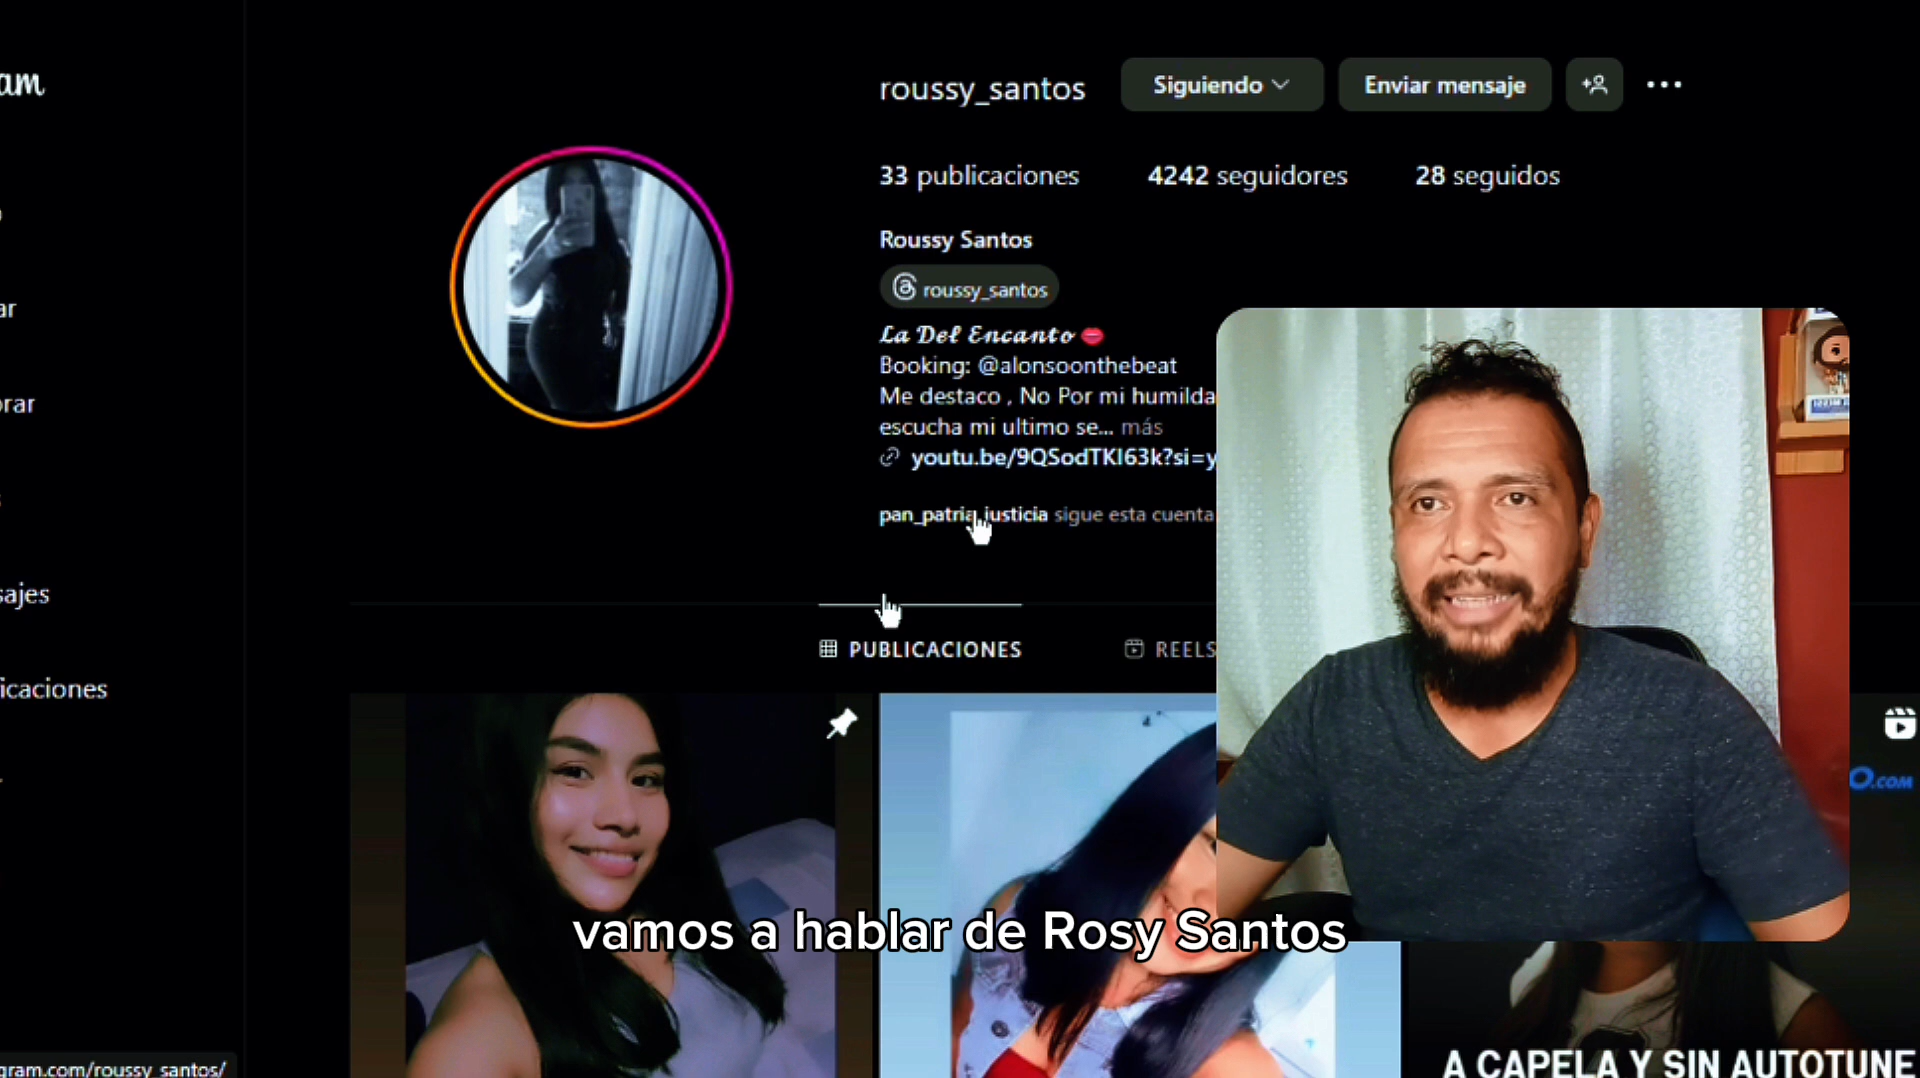 am
roussy_santos
Siguiendo
Enviar mensaje
33 publicaciones
4242 seguidores
28 seguidos
Roussy Santos
roussy_santos
La Del Encanto
Booking: @alonsoonthebeat
Me destaco , No Por mi humilda
escucha mi ultimo se... más
youtu.be/9QSodTKI63k?si=y
pan_patria_justicia sigue esta cuenta
ar
rar
sajes
icaciones
PUBLICACIONES
REELS
O.COM
vamos a hablar de Rosy Santos
A CAPELA Y SIN AUTOTUNE
gram.com/roussy_santos/